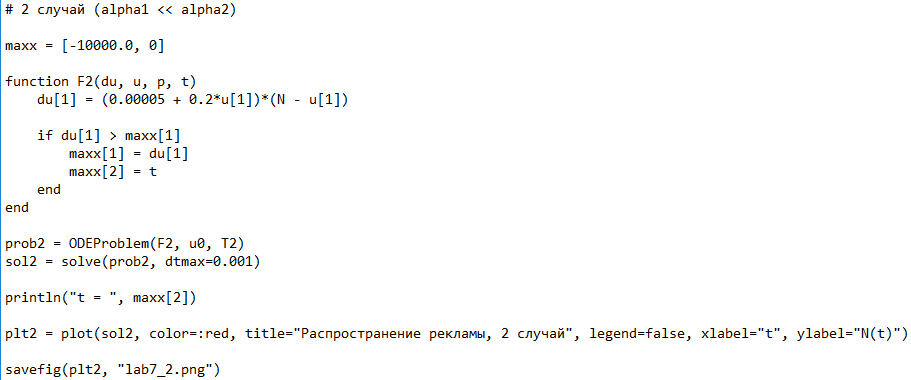 # 2 случай (alpha1 << alpha2)
maxx = [-10000.0, 0]
function F2(du, u, p, t)
    du[1] = (0.00005 + 0.2*u[1])*(N - u[1])
    if du[1] > maxx[1]
        maxx[1] = du[1]
        maxx[2] = t
    end
end
prob2 = ODEProblem(F2, u0, T2)
sol2 = solve(prob2, dtmax=0.001)
println("t = ", maxx[2])
plt2 = plot(sol2, color=:red, title="Распространение рекламы, 2 случай", legend=false, xlabel="t", ylabel="N(t)")
savefig(plt2, "lab7_2.png")